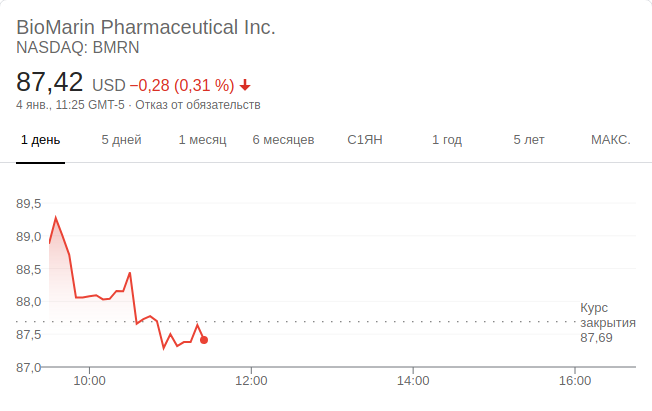 BioMarin Pharmaceutical Inc.
NASDAQ: BMRN
87,42 USD −0,28 (0,31 %)
4 янв., 11:25 GMT-5 · Отказ от обязательств
1 день 5 дней 1 месяц 6 месяцев С1ЯН 1 год 5 лет МАКС.
89,5
89,0
88,5
88,0
Курс
закрытия
87,69
87,5
87,0
10:00 12:00 14:00 16:00